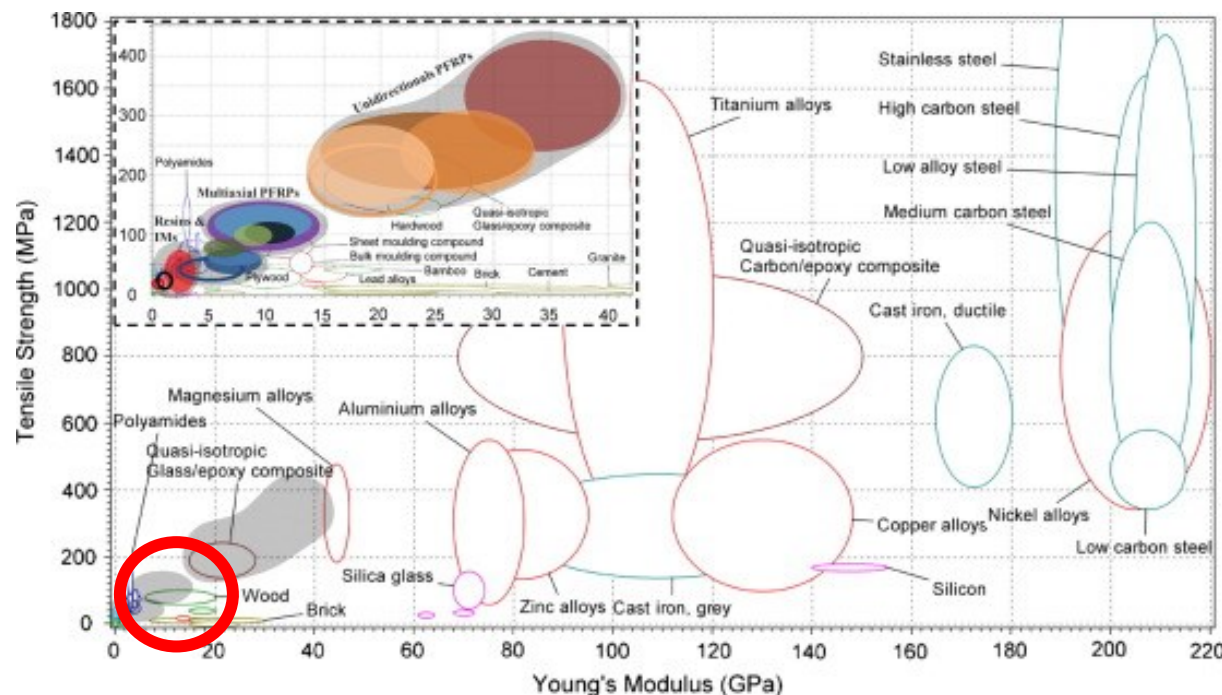 Tensile Strength (MPa)
1800
1600
1400
1200
1000
800
600
400
200
0
400
300
200
100
0
0
5
10
15
20
25
30
35
40
Unidirectionals PFRPs
Polyamides
Multiaxial PFRPs
Resins &
IMs
Hardwood
Quasi-isotropic
Glass/epoxy composite
Sheet moulding compound
Bulk moulding compound
Plywood
Bamboo
Lead alloys
Brick
Cement
Granite
Titanium alloys
Stainless steel
High carbon steel
Low alloy steel
Medium carbon steel
Quasi-isotropic
Carbon/epoxy composite
Cast iron, ductile
Magnesium alloys
Aluminium alloys
Polyamides
Quasi-isotropic
Glass/epoxy composite
Copper alloys
Nickel alloys
Low carbon steel
Silica glass
Silicon
Wood
Brick
Zinc alloys
Cast iron, grey
0
20
40
60
80
100
120
140
160
180
200
220
Young's Modulus (GPa)